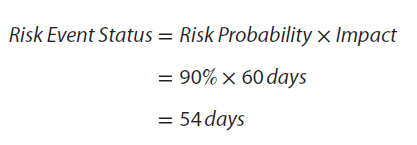 Risk Event Status = Risk Probability × Impact
= 90% × 60 days
= 54 days